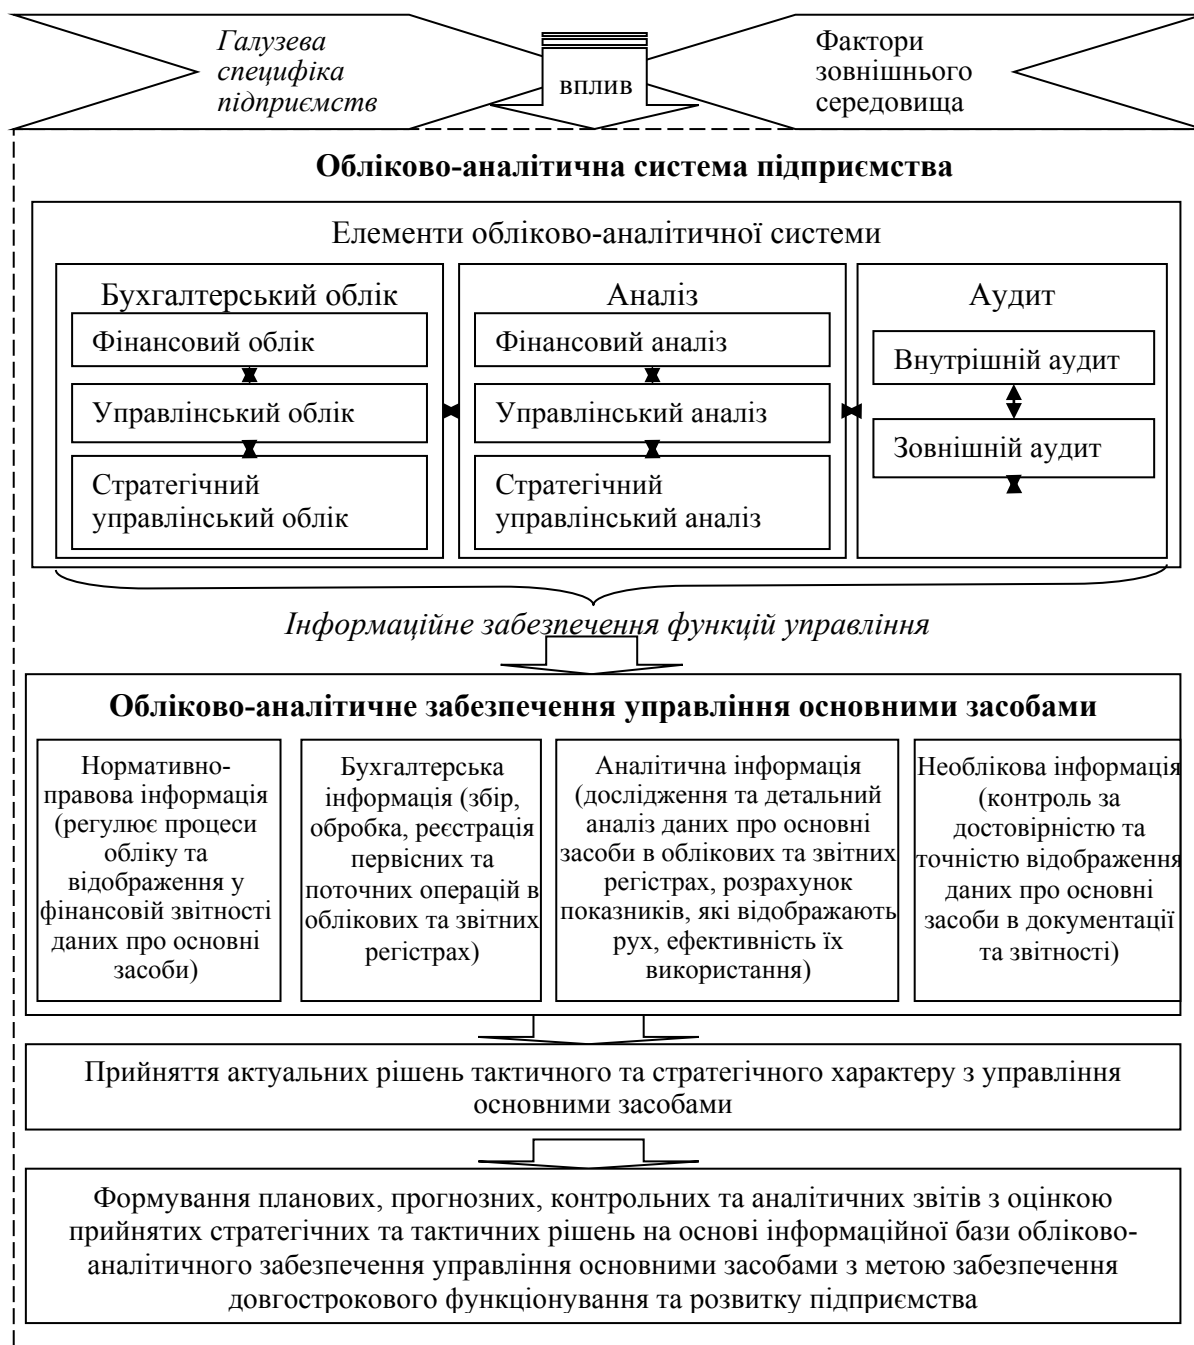 Галузева
специфіка
підприємств
вплив
Фактори
зовнішнього
середовища
Обліково-аналітична система підприємства
Елементи обліково-аналітичної системи
Бухгалтерський облік
Фінансовий облік
Управлінський облік
Стратегічний
управлінський облік
Аналіз
Фінансовий аналіз
Управлінський аналіз
Стратегічний
управлінський аналіз
Аудит
Внутрішній аудит
Зовнішній аудит
Інформаційне забезпечення функцій управління
Обліково-аналітичне забезпечення управління основними засобами
Нормативно-
правова інформація
(регулює процеси
обліку та
відображення у
фінансовій звітності
даних про основні
засоби)
Бухгалтерська
інформація (збір,
обробка, реєстрація
первісних та
поточних операцій в
облікових та звітних
регістрах)
Аналітична інформація
(дослідження та детальний
аналіз даних про основні
засоби в облікових та звітних
регістрах, розрахунок
показників, які відображають
рух, ефективність їх
використання)
Необлікова інформація
(контроль за
достовірністю та
точністю відображення
даних про основні
засоби в документації
та звітності)
Прийняття актуальних рішень тактичного та стратегічного характеру з управління
основними засобами
Формування планових, прогнозних, контрольних та аналітичних звітів з оцінкою
прийнятих стратегічних та тактичних рішень на основі інформаційної бази обліково-
аналітичного забезпечення управління основними засобами з метою забезпечення
довгострокового функціонування та розвитку підприємства